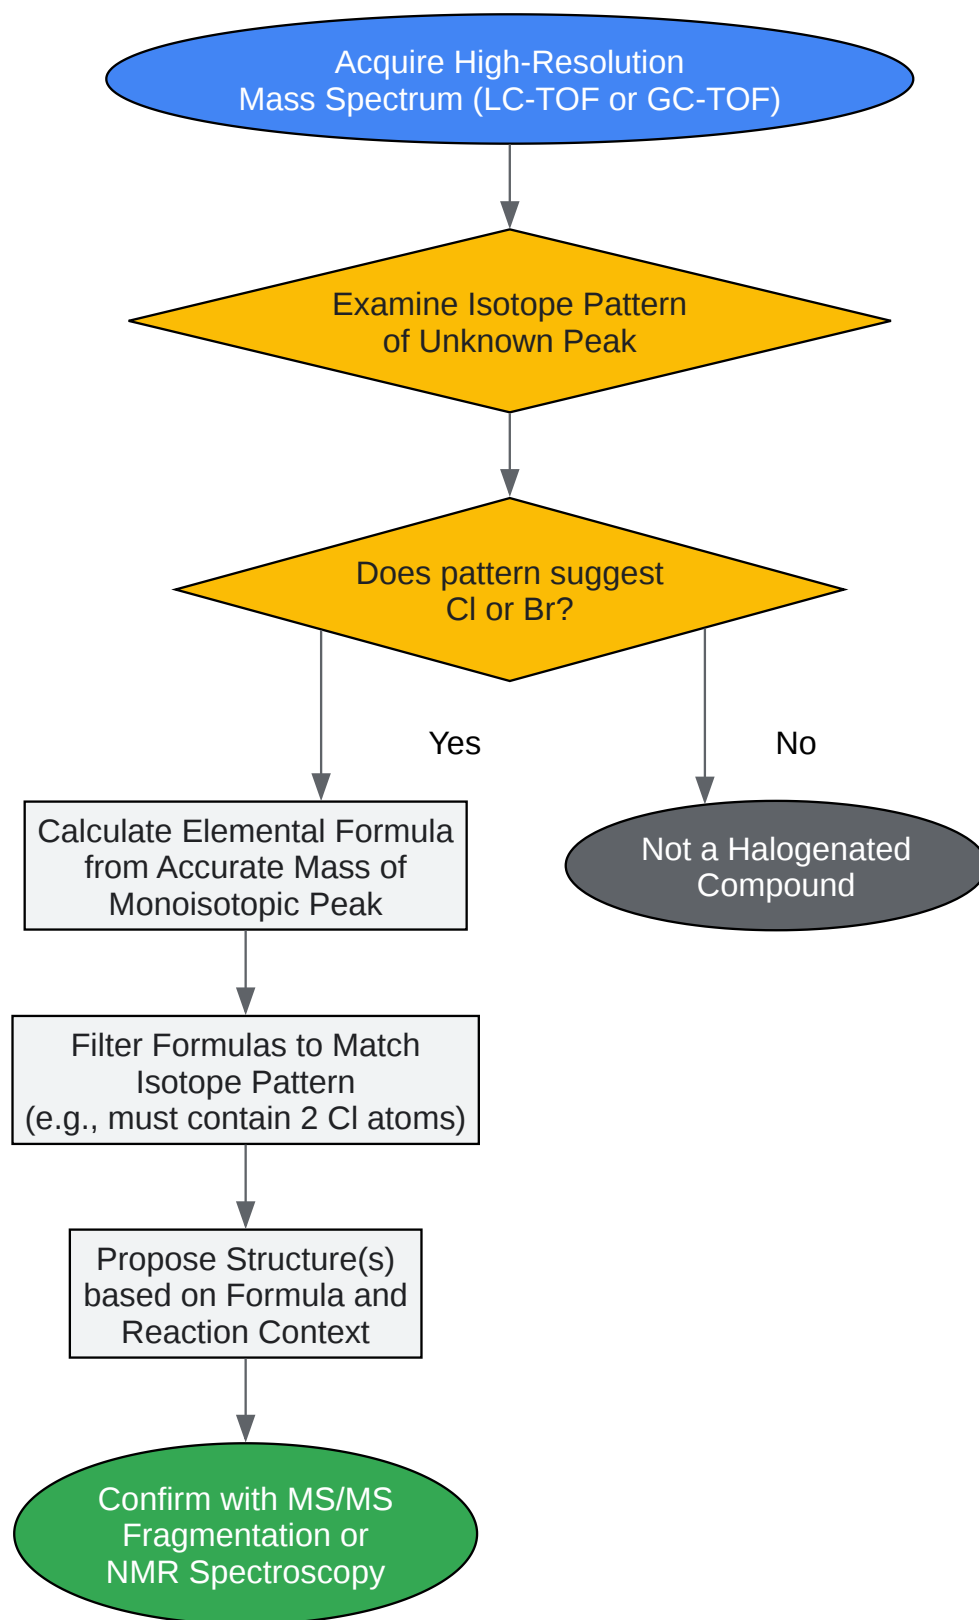 Acquire High-Resolution
Mass Spectrum (LC-TOF or GC-TOF)
Examine Isotope Pattern
of Unknown Peak
Does pattern suggest
Cl or Br?
Yes
No
Calculate Elemental Formula
from Accurate Mass of
Monoisotopic Peak
Not a Halogenated
Compound
Filter Formulas to Match
Isotope Pattern
(e.g., must contain 2 Cl atoms)
Propose Structure(s)
based on Formula and
Reaction Context
Confirm with MS/MS
Fragmentation or
NMR Spectroscopy